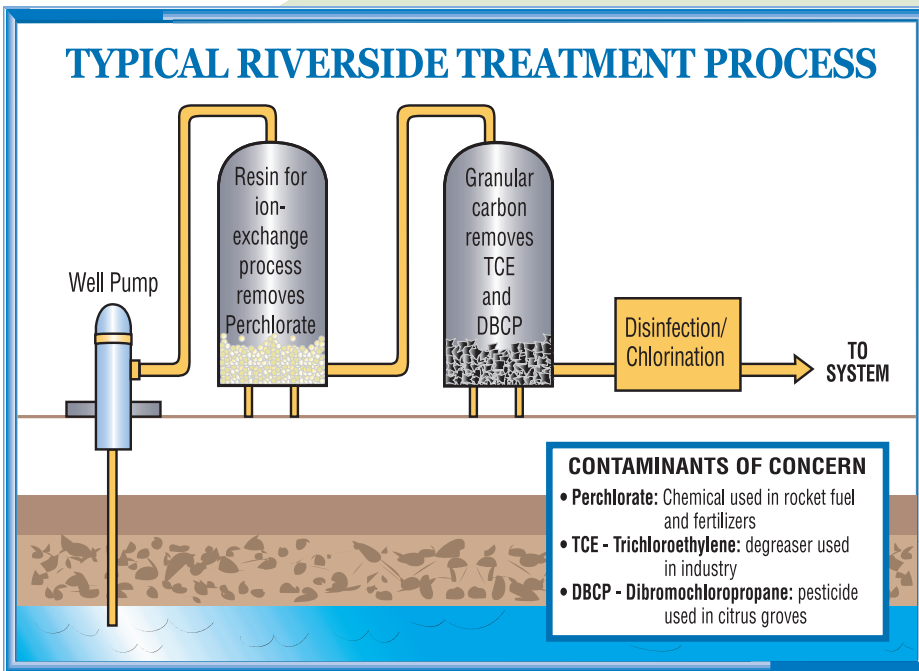 TYPICAL RIVERSIDE TREATMENT PROCESS
Well Pump
Resin for
ion-
exchange
process
removes
Perchlorate
Granular
carbon
removes
TCE
and
DBCP
Disinfection/
Chlorination
TO
SYSTEM
CONTAMINANTS OF CONCERN
• Perchlorate: Chemical used in rocket fuel
and fertilizers
• TCE - Trichloroethylene: degreaser used
in industry
• DBCP - Dibromochloropropane: pesticide
used in citrus groves